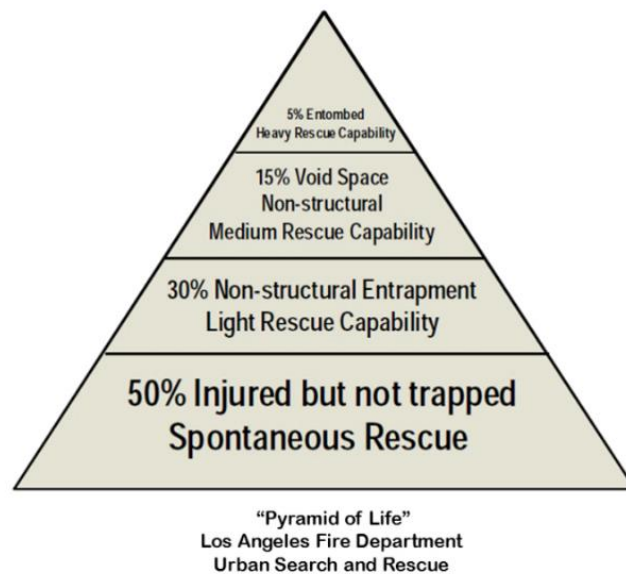 5% Entombed
Heavy Rescue Capability
15% Void Space
Non-structural
Medium Rescue Capability
30% Non-structural Entrapment
Light Rescue Capability
50% Injured but not trapped
Spontaneous Rescue
“Pyramid of Life”
Los Angeles Fire Department
Urban Search and Rescue